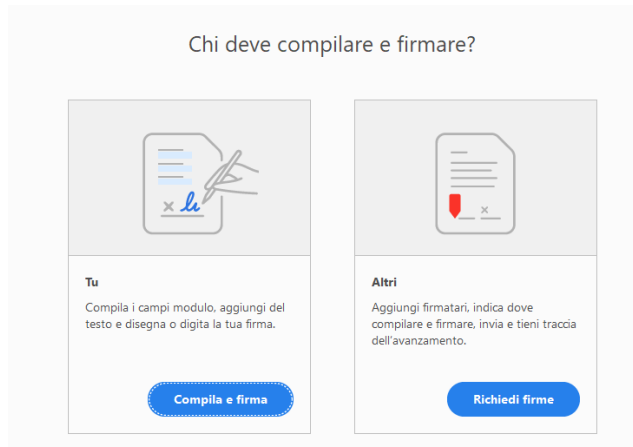 Chi deve compilare e firmare?
Tu
Compila i campi modulo, aggiungi del
testo e disegna o digita la tua firma.
Compila e firma
Altri
Aggiungi firmatari, indica dove
compilare e firmare, invia e tieni traccia
dell'avanzamento.
Richiedi firme